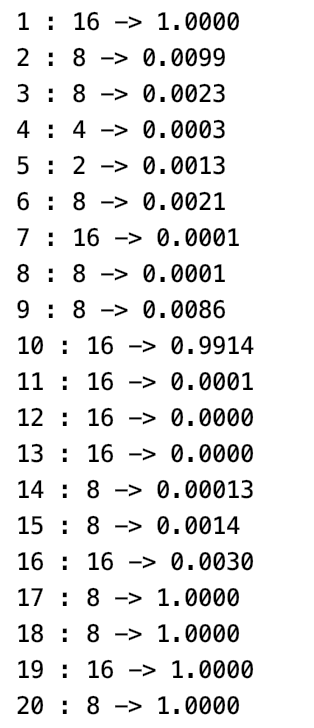 1 : 16 -> 1.0000
2 : 8 -> 0.0099
3 : 8 -> 0.0023
4 : 4 -> 0.0003
5 : 2 -> 0.0013
6 : 8 -> 0.0021
7 : 16 -> 0.0001
8 : 8 -> 0.0001
9 : 8 -> 0.0086
10 : 16 -> 0.9914
11 : 16 -> 0.0001
12 : 16 -> 0.0000
13 : 16 -> 0.0000
14 : 8 -> 0.00013
15 : 8 -> 0.0014
16 : 16 -> 0.0030
17 : 8 -> 1.0000
18 : 8 -> 1.0000
19 : 16 -> 1.0000
20 : 8 -> 1.0000